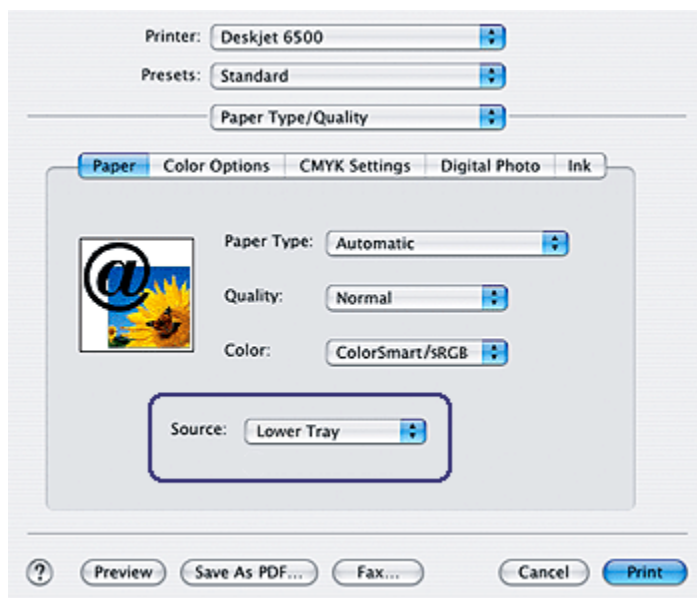 Printer: Deskjet 6500
Presets: Standard
Paper Type/Quality
Paper Color Options CMYK Settings Digital Photo Ink
Paper Type: Automatic
@
Quality: Normal
Color: ColorSmart/sRGB
Source: Lower Tray
? Preview Save As PDF... Fax... Cancel Print